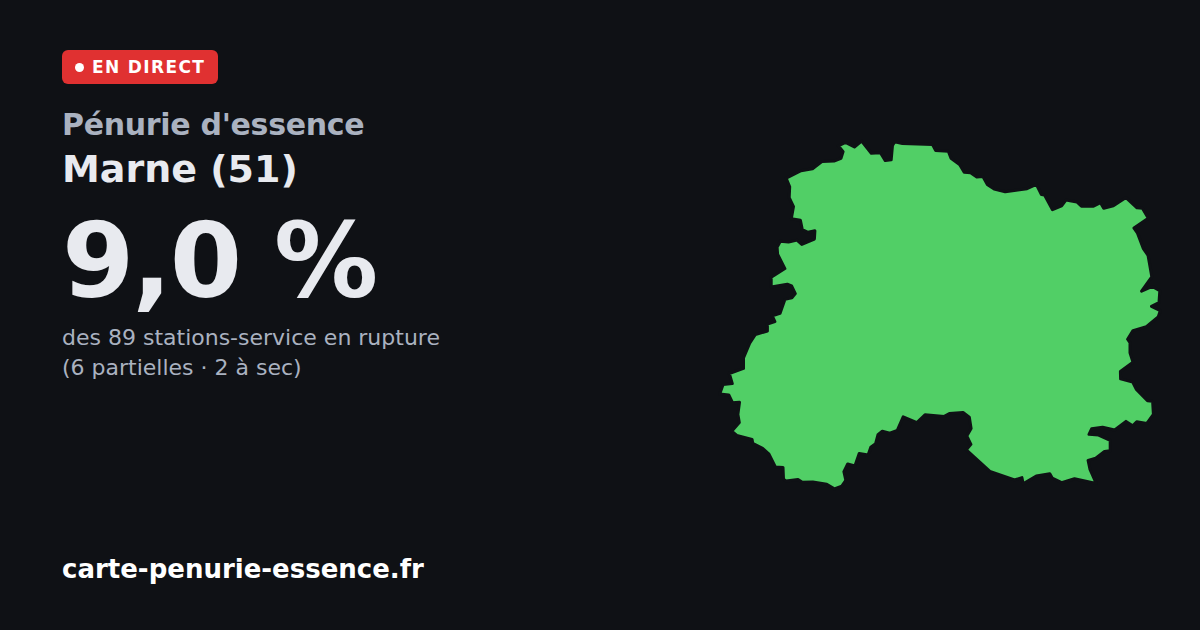 EN DIRECT
Pénurie d'essence
Marne (51)
9,0 %
des 89 stations-service en rupture
(6 partielles · 2 à sec)
carte-penurie-essence.fr